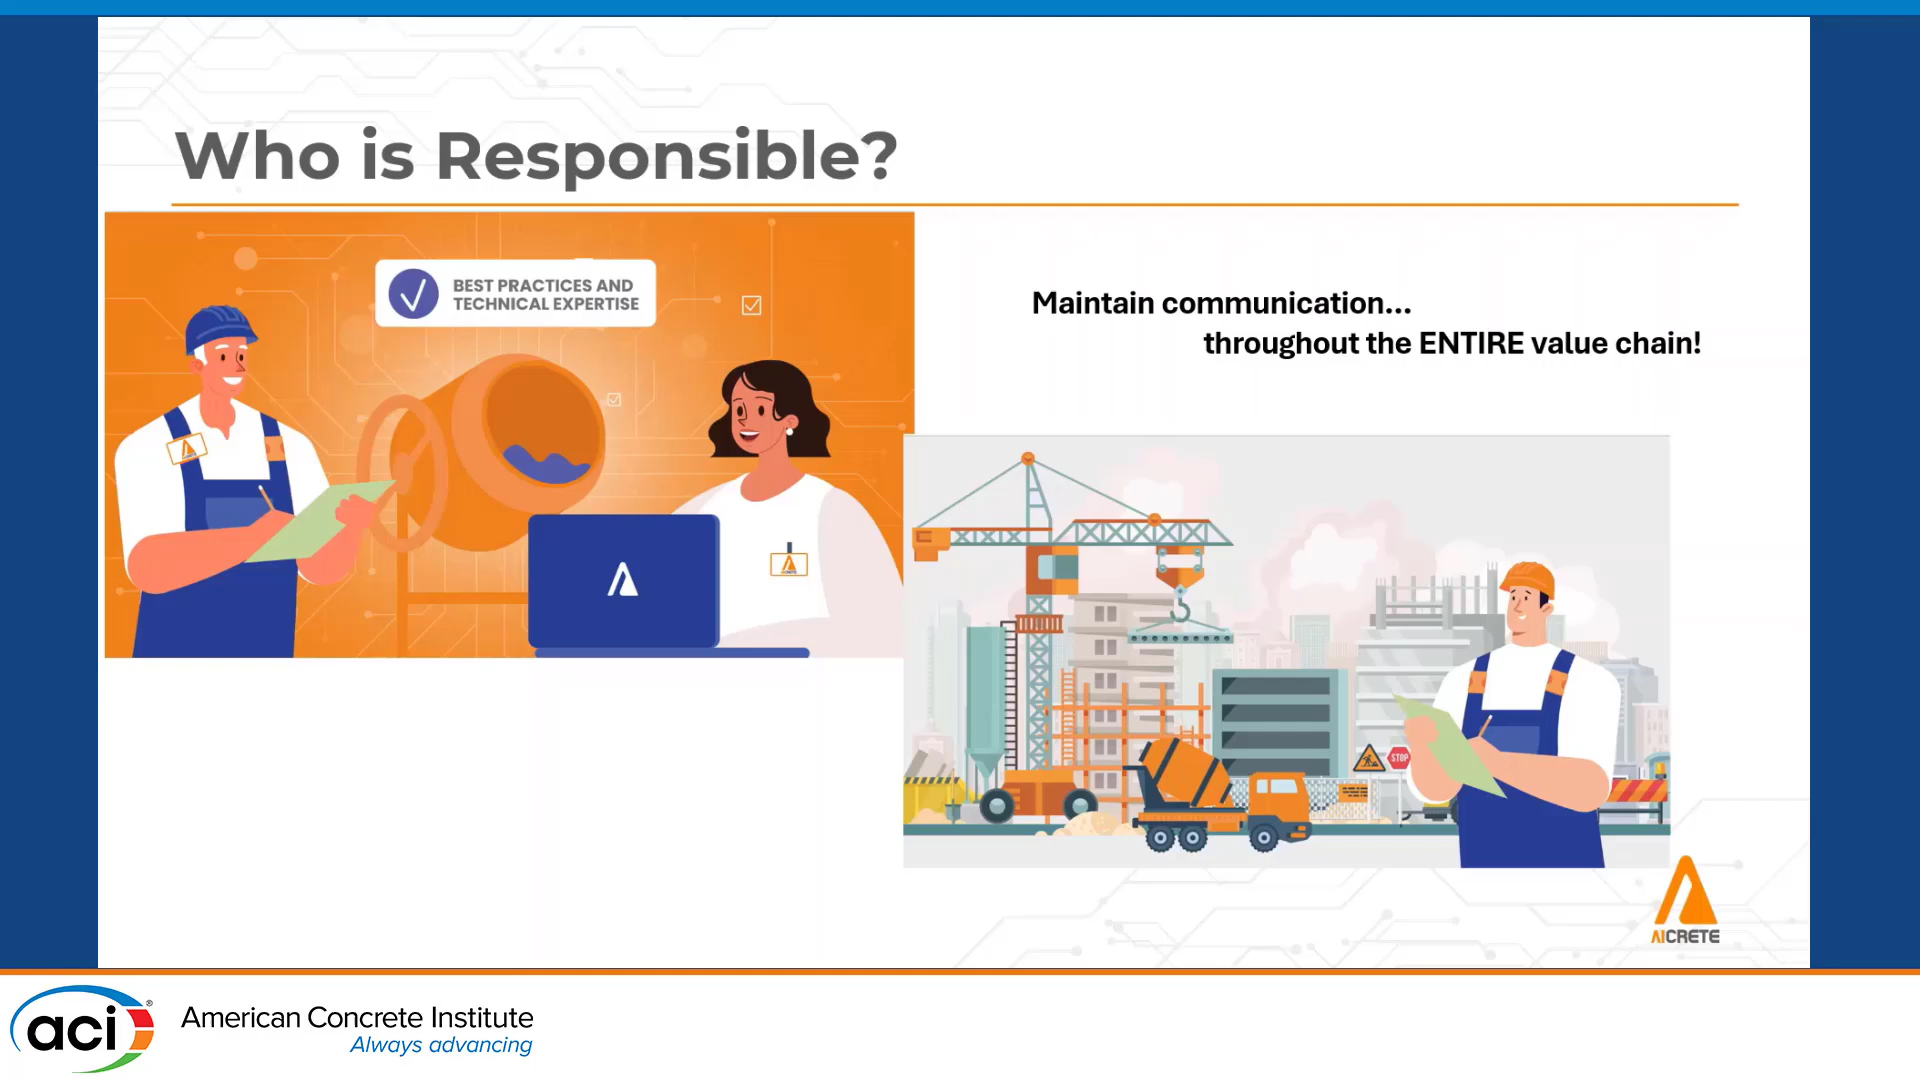 Who is Responsible?
BEST PRACTICES AND
TECHNICAL EXPERTISE
Maintain communication...
throughout the ENTIRE value chain!
STOP
AICRETE
aci®
American Concrete Institute
Always advancing